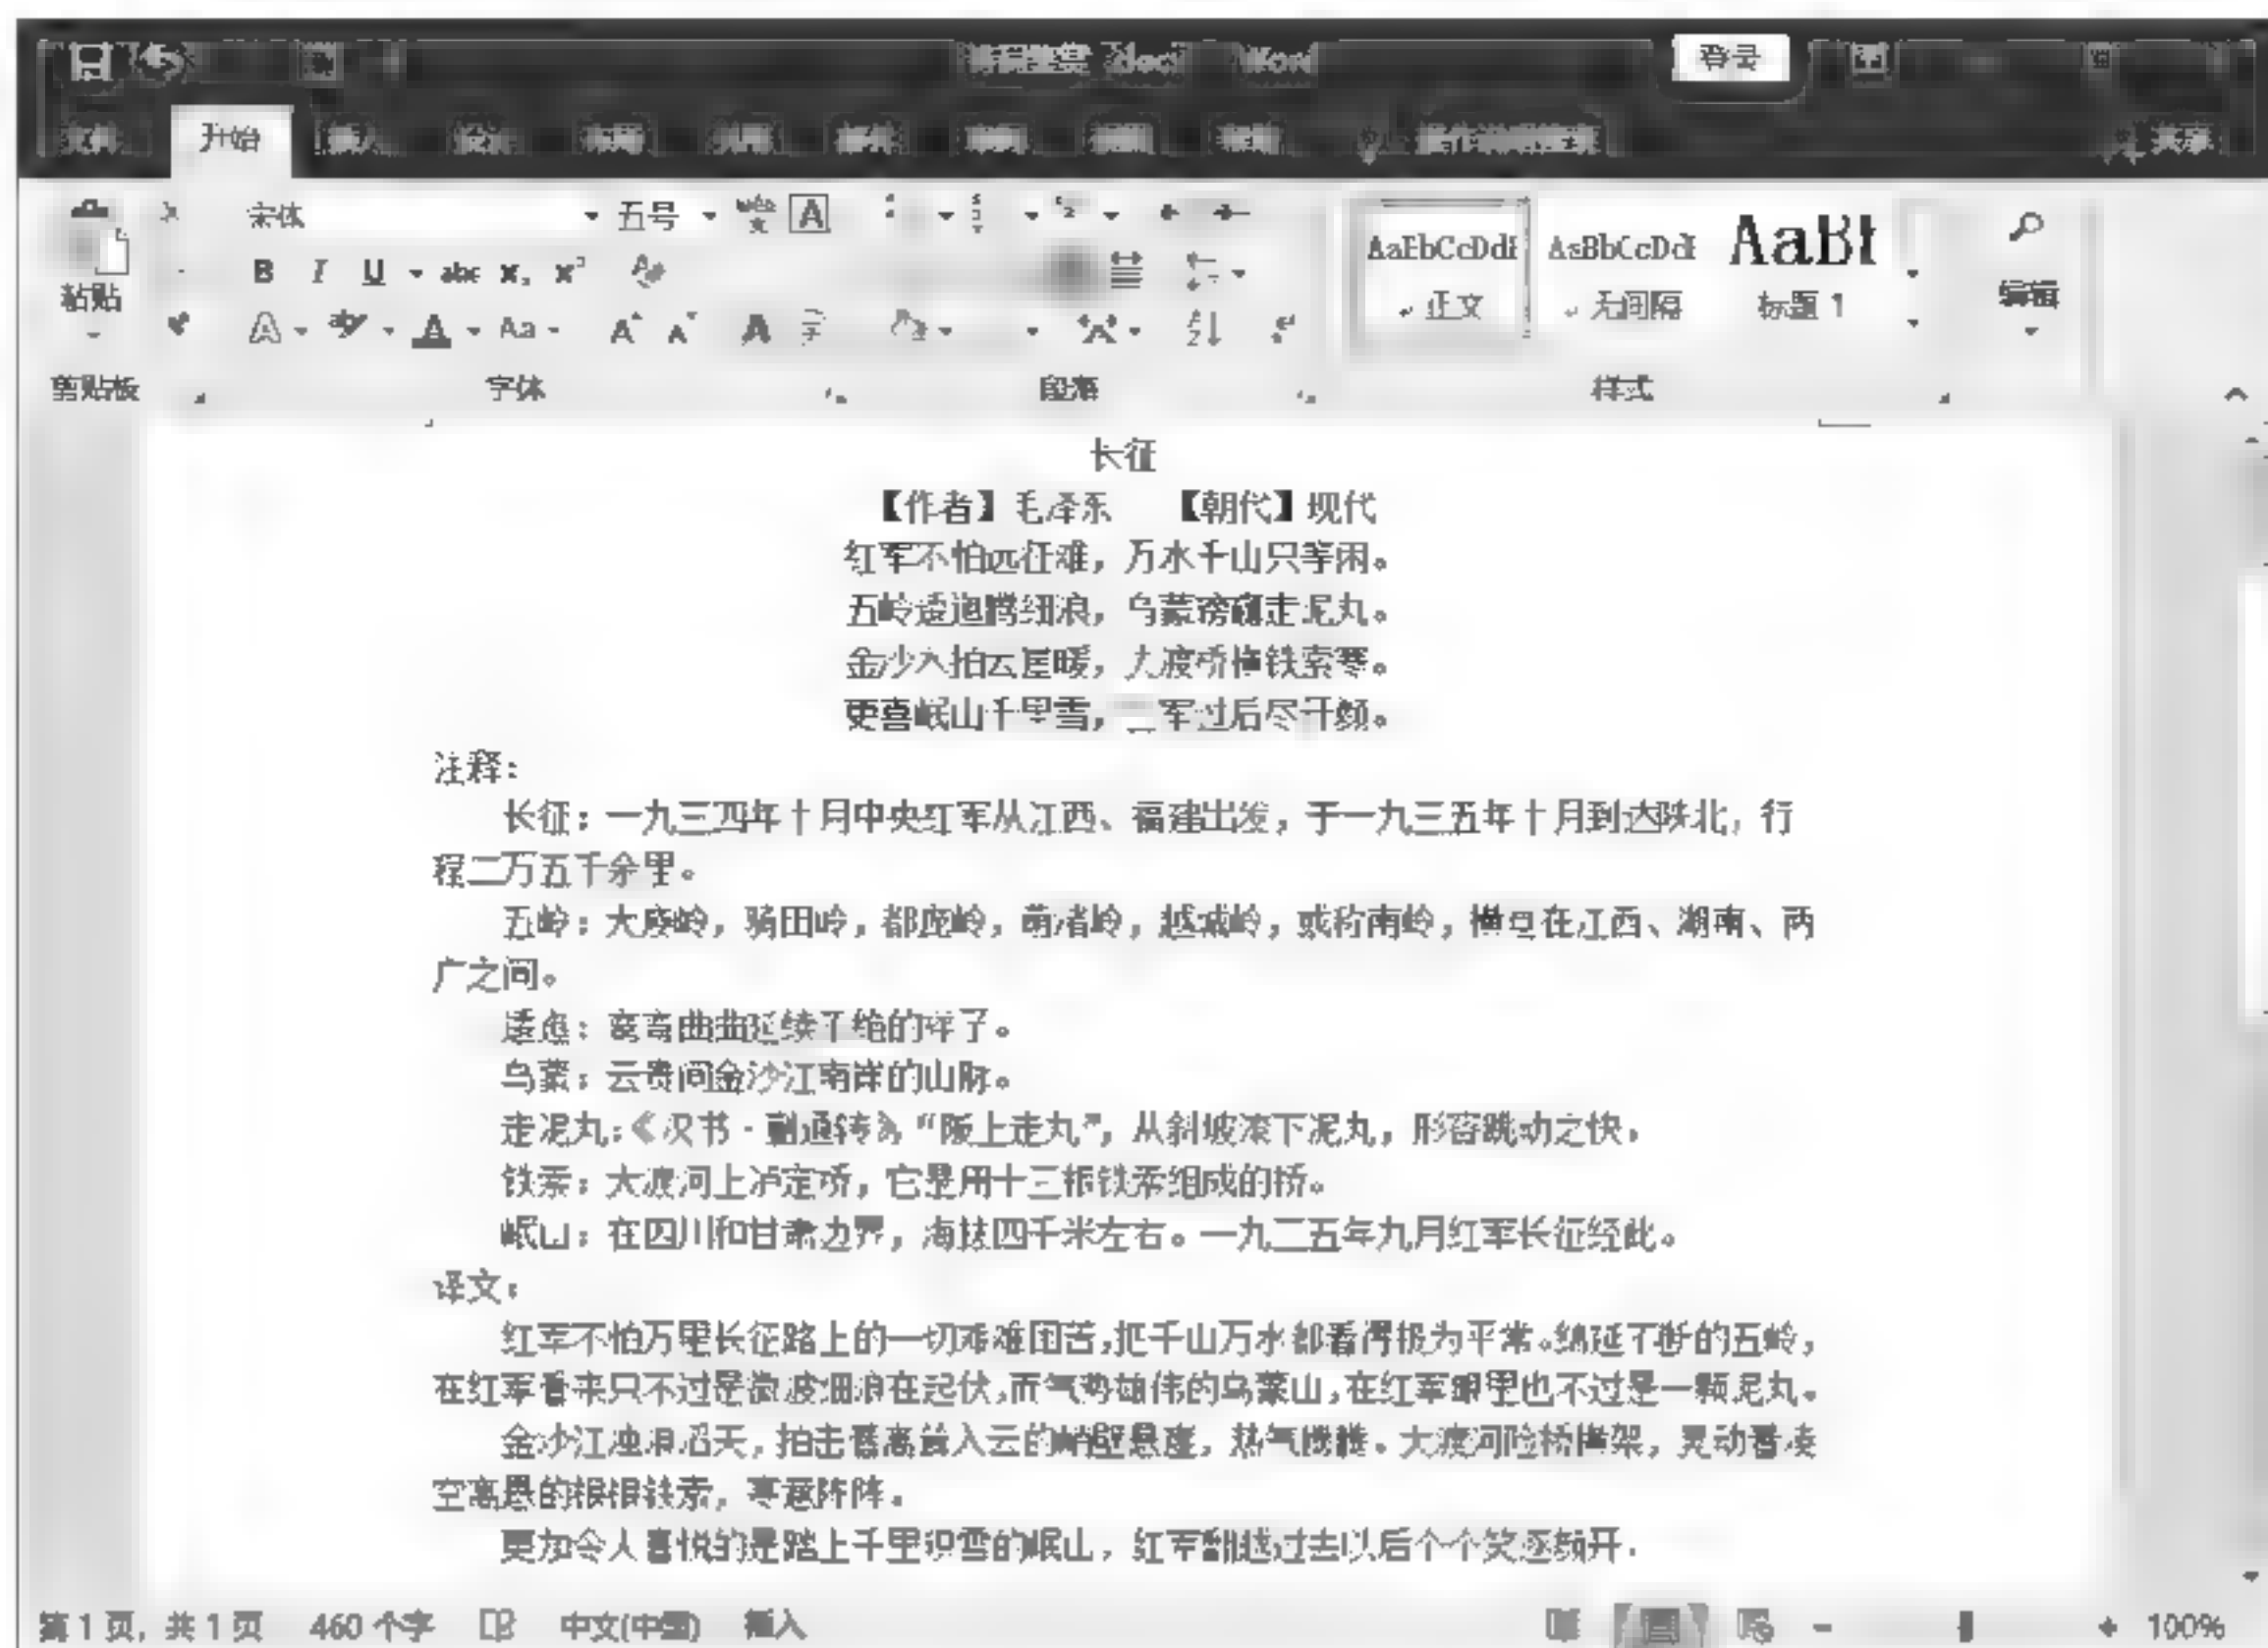 登录
开始
宋体 五号 A
B I U abc x₂ x²
粘贴
A A Aa A A A
AaBbCcDdE AaBbCcDdE AaBb
正文 无间隔 标题 1
编辑
剪贴板 字体 段落 样式
长征
【作者】毛泽东 【朝代】现代
红军不怕远征难，万水千山只等闲。
五岭逶迤腾细浪，乌蒙磅礴走泥丸。
金沙 拍云崖暖，大渡桥横铁索寒。
更喜岷山千里雪，三军过后尽开颜。
注释：
长征：一九三四年十月中央红军从江西、福建出发，于一九三五年十月到达陕北，行
程二万五千余里。
五岭：大庾岭，骑田岭，都庞岭，萌渚岭，越城岭，或称南岭，横亘在江西、湖南、两
广之间。
逶迤：弯弯曲曲延续不绝的样子。
乌蒙：云贵间金沙江南岸的山脉。
走泥丸：《汉书·蒯通传》“阪上走丸”，从斜坡滚下泥丸，形容跳动之快。
铁索：大渡河上泸定桥，它是用十三根铁索组成的桥。
岷山：在四川和甘肃边界，海拔四千米左右。一九三五年九月红军长征经此。
译文：
红军不怕万里长征路上的一切艰难困苦，把千山万水都看得极为平常。绵延不断的五岭，
在红军看来只不过是微波细浪在起伏，而气势雄伟的乌蒙山，在红军眼里也不过是一颗泥丸。
金沙江浊浪滔天，拍击着高耸入云的峭壁悬崖，热气腾腾。大渡河险桥横架，晃动着凌
空高悬的根根铁索，寒意阵阵。
更加令人喜悦的是踏上千里积雪的岷山，红军翻越过去以后个个笑逐颜开。
第 1 页，共 1 页 460 个字 中文(中国) 插入 100%